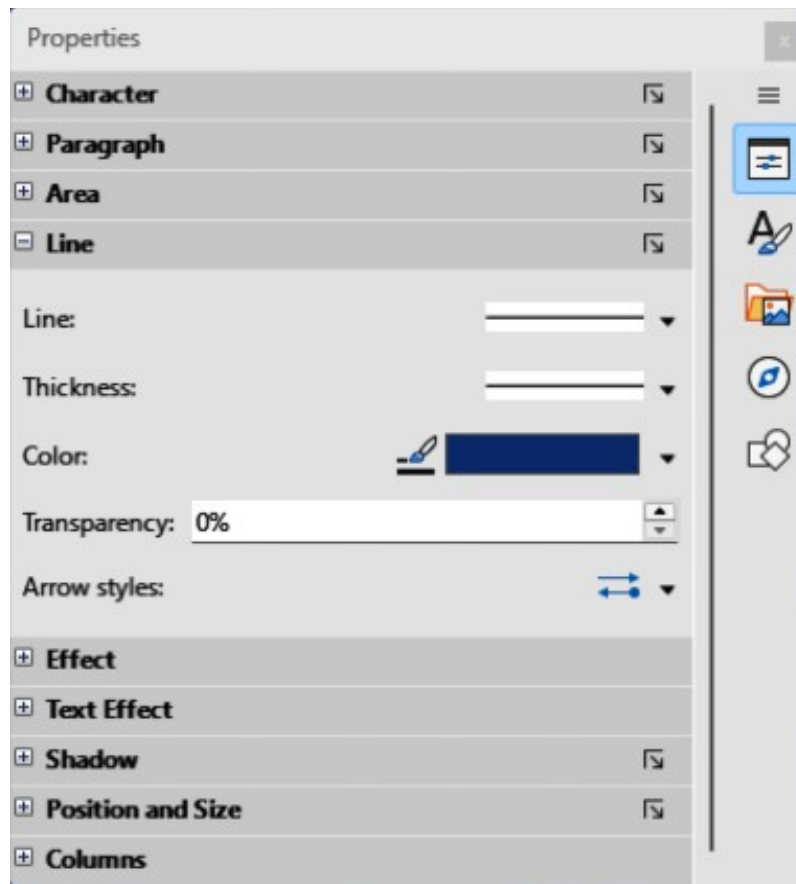 Properties
Character
Paragraph
Area
Line
Line:
Thickness:
Color:
Transparency: 0%
Arrow styles:
Effect
Text Effect
Shadow
Position and Size
Columns